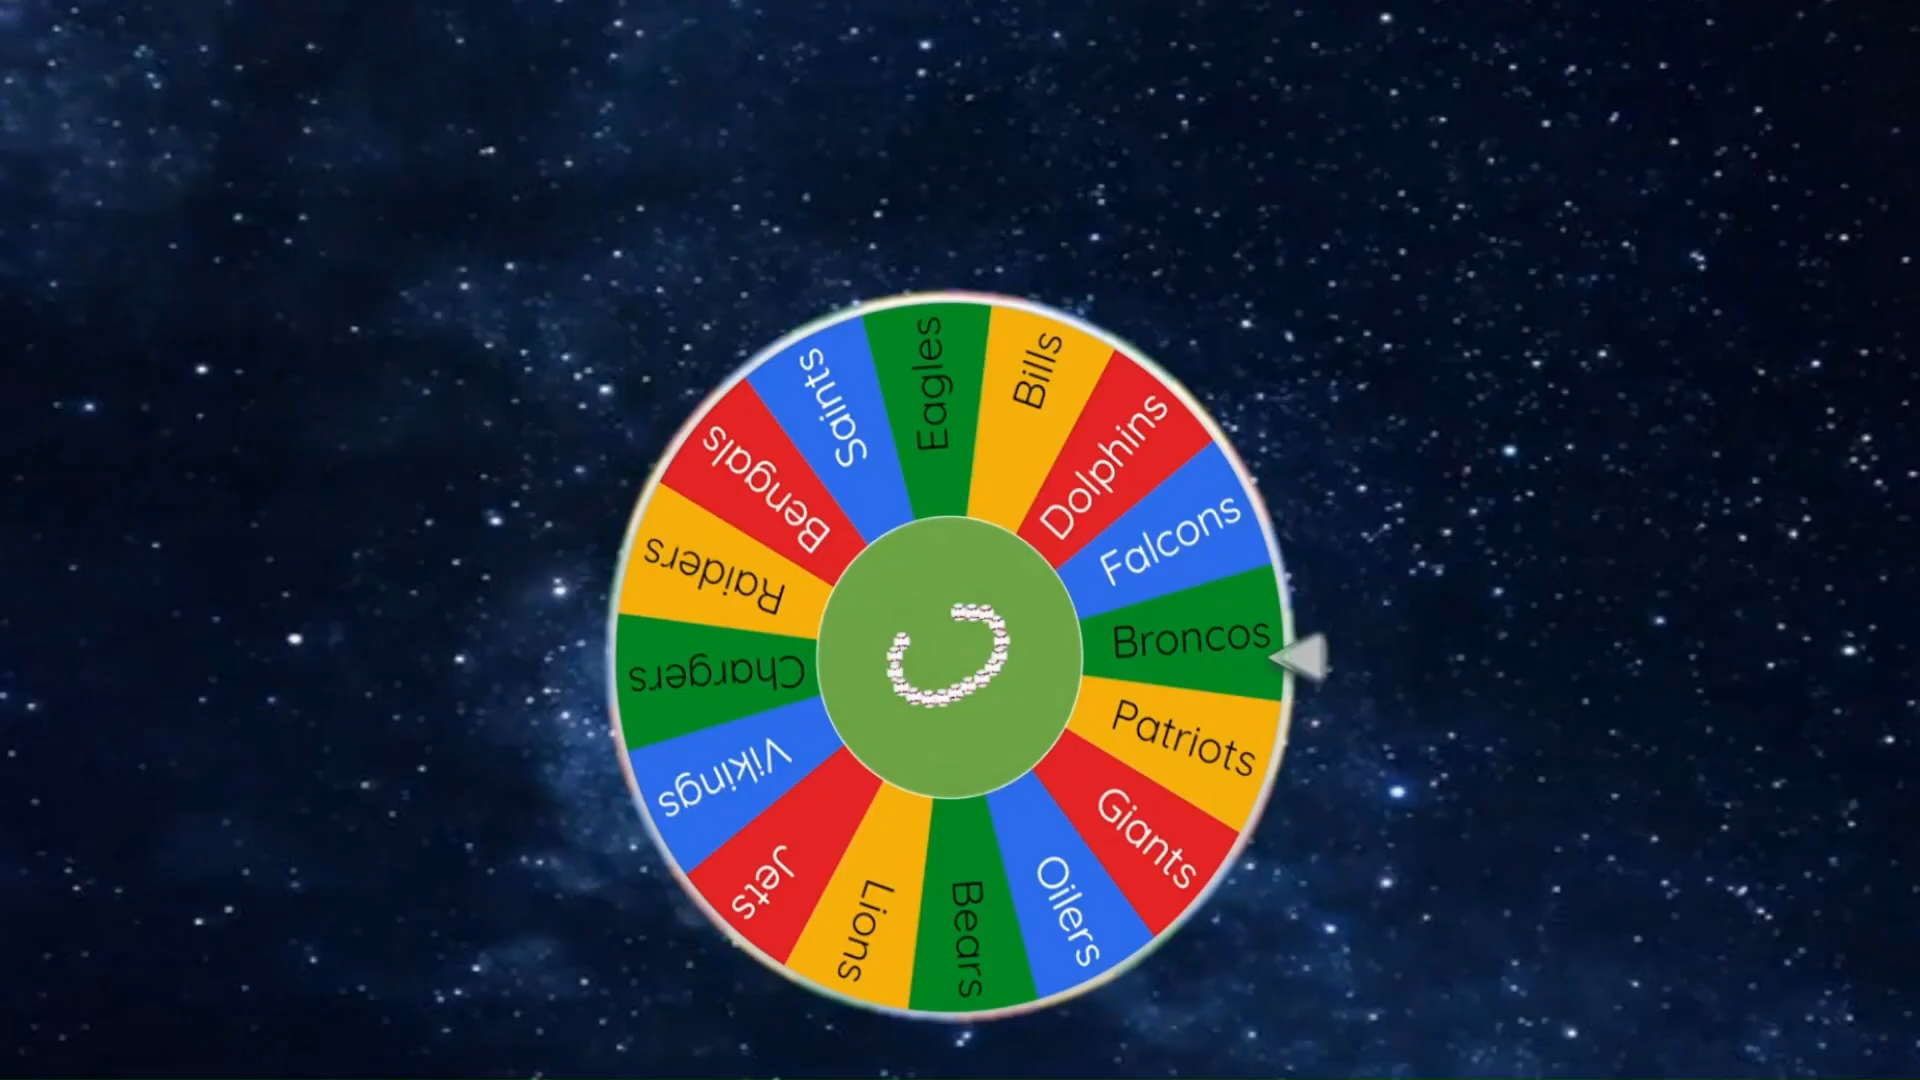 Eagles
Bills
Dolphins
Falcons
Broncos
Patriots
Giants
Oilers
Bears
Lions
Jets
Vikings
Chargers
Raiders
Bengals
Saints